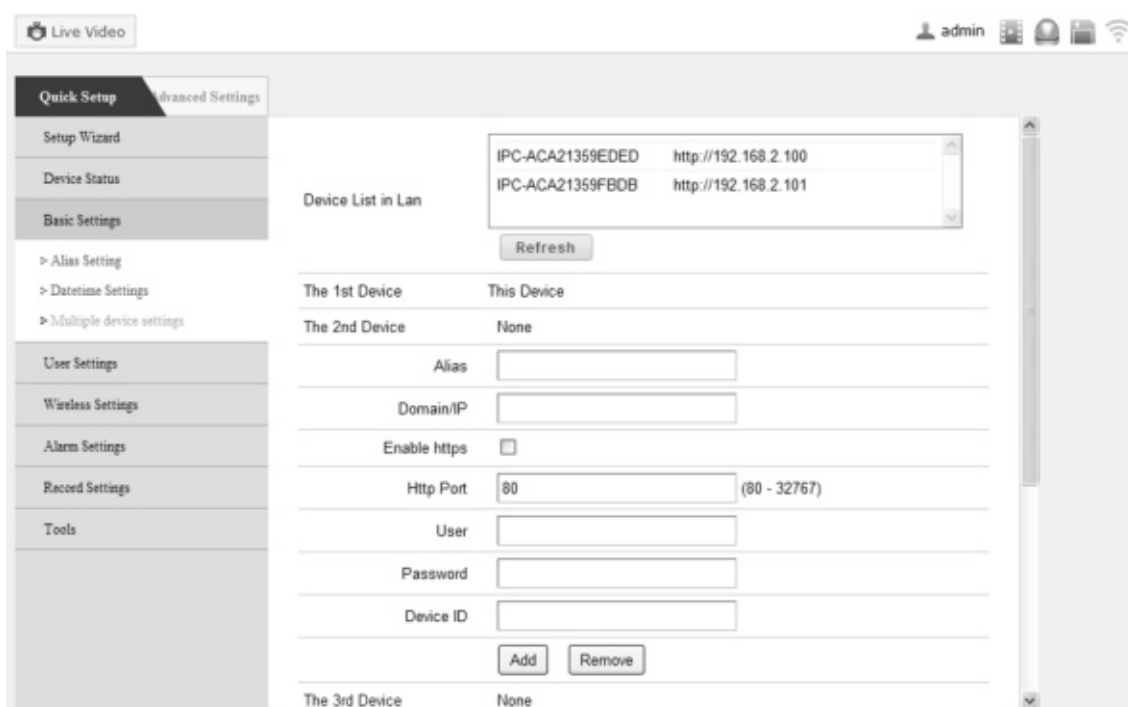 Live Video
admin
Quick Setup
Advanced Settings
Setup Wizard
Device Status
Basic Settings
> Alias Setting
> Datetime Settings
> Multiple device settings
User Settings
Wireless Settings
Alarm Settings
Record Settings
Tools
Device List in Lan
IPC-ACA21359EDED http://192.168.2.100
IPC-ACA21359FBDB http://192.168.2.101
Refresh
The 1st Device This Device
The 2nd Device None
Alias
Domain/IP
Enable https
Http Port 80 (80 - 32767)
User
Password
Device ID
Add Remove
The 3rd Device None